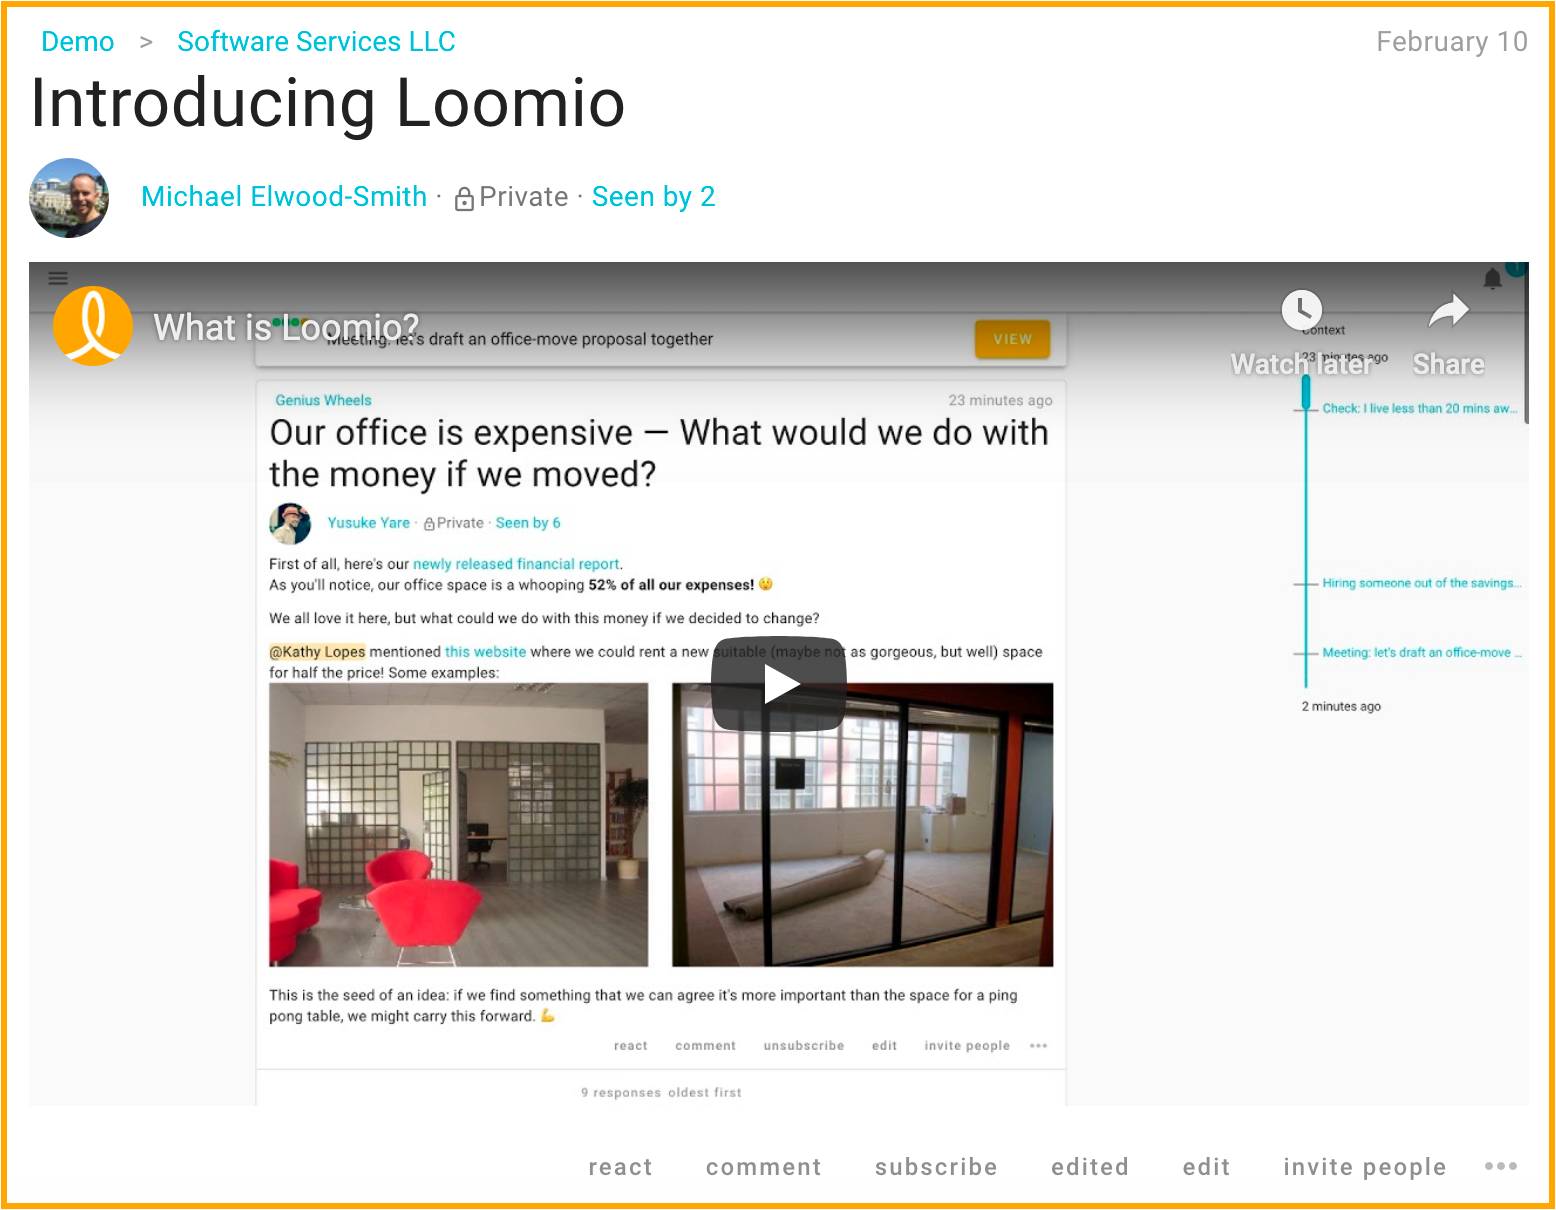 Demo > Software Services LLC
February 10
Introducing Loomio
Michael Elwood-Smith · Private · Seen by 2
What is Loomio?
Meeting: let's draft an office-move proposal together
VIEW
Watch later
Share
Context
23 minutes ago
Check: I live less than 20 mins aw...
Hiring someone out of the savings...
Meeting: let's draft an office-move ...
2 minutes ago
Genius Wheels
23 minutes ago
Our office is expensive — What would we do with
the money if we moved?
Yusuke Yare · Private · Seen by 6
First of all, here's our newly released financial report.
As you'll notice, our office space is a whooping 52% of all our expenses! 😲
We all love it here, but what could we do with this money if we decided to change?
@Kathy Lopes mentioned this website where we could rent a new suitable (maybe not as gorgeous, but well) space
for half the price! Some examples:
This is the seed of an idea: if we find something that we can agree it's more important than the space for a ping
pong table, we might carry this forward. 💪
react comment unsubscribe edit invite people •••
9 responses oldest first
react comment subscribe edited edit invite people •••